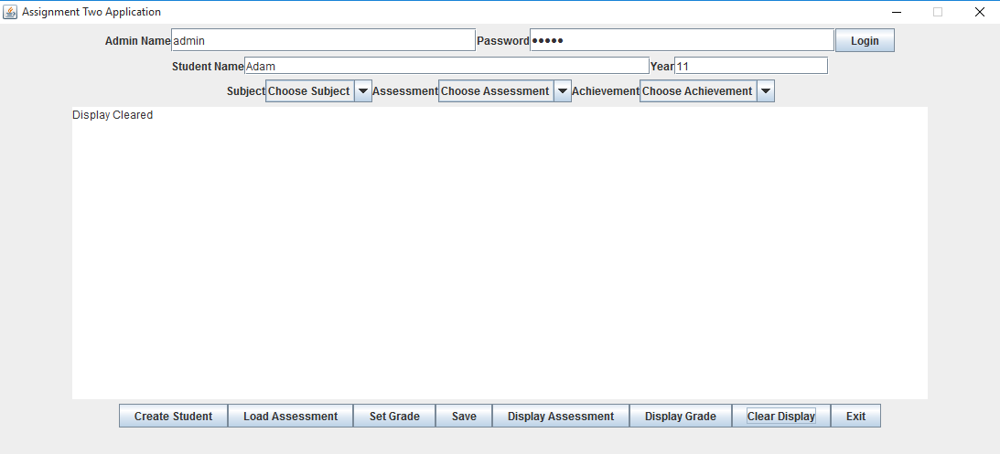 Assignment Two Application
Admin Name admin Password ••••• Login
Student Name Adam Year 11
Subject Choose Subject Assessment Choose Assessment Achievement Choose Achievement
Display Cleared
Create Student Load Assessment Set Grade Save Display Assessment Display Grade Clear Display Exit